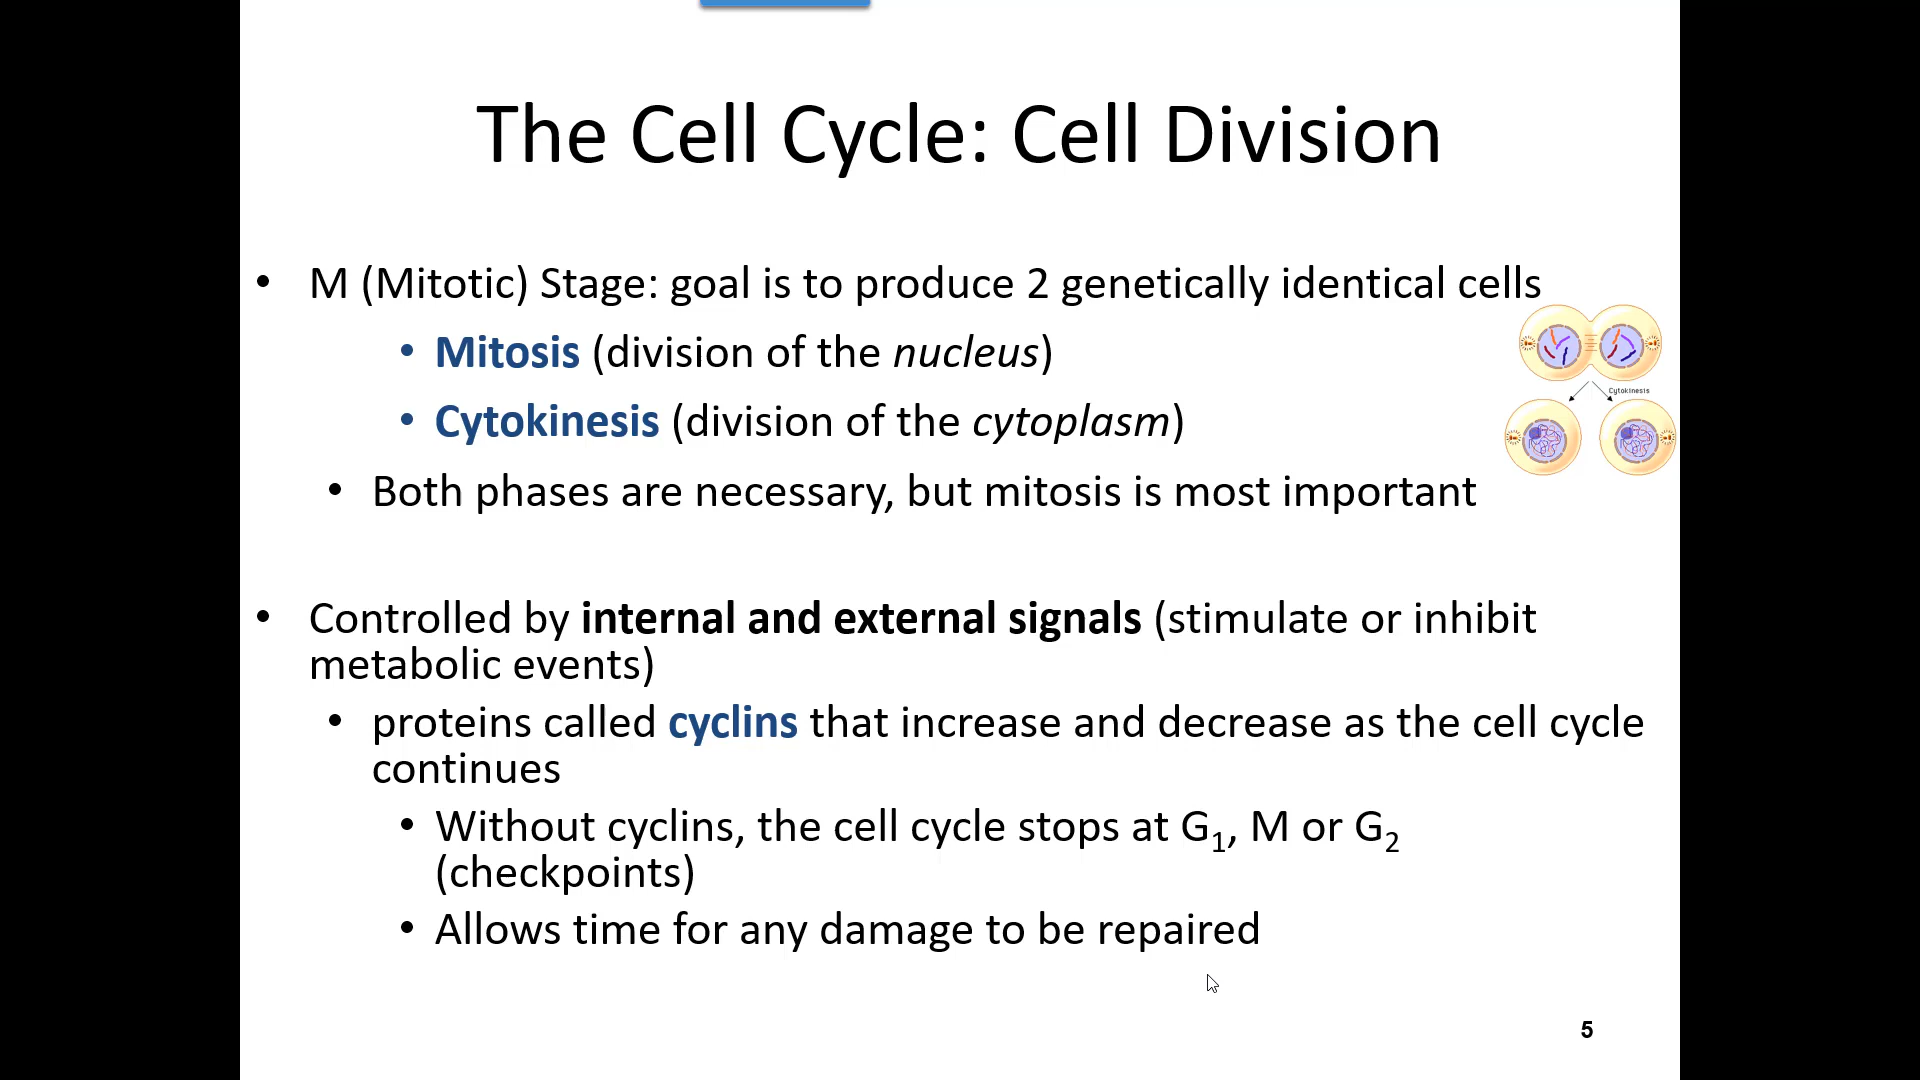 The Cell Cycle: Cell Division
• M (Mitotic) Stage: goal is to produce 2 genetically identical cells
• Mitosis (division of the nucleus)
• Cytokinesis (division of the cytoplasm)
Cytokinesis
• Both phases are necessary, but mitosis is most important
• Controlled by internal and external signals (stimulate or inhibit
metabolic events)
• proteins called cyclins that increase and decrease as the cell cycle
continues
• Without cyclins, the cell cycle stops at G₁, M or G₂
(checkpoints)
• Allows time for any damage to be repaired
5